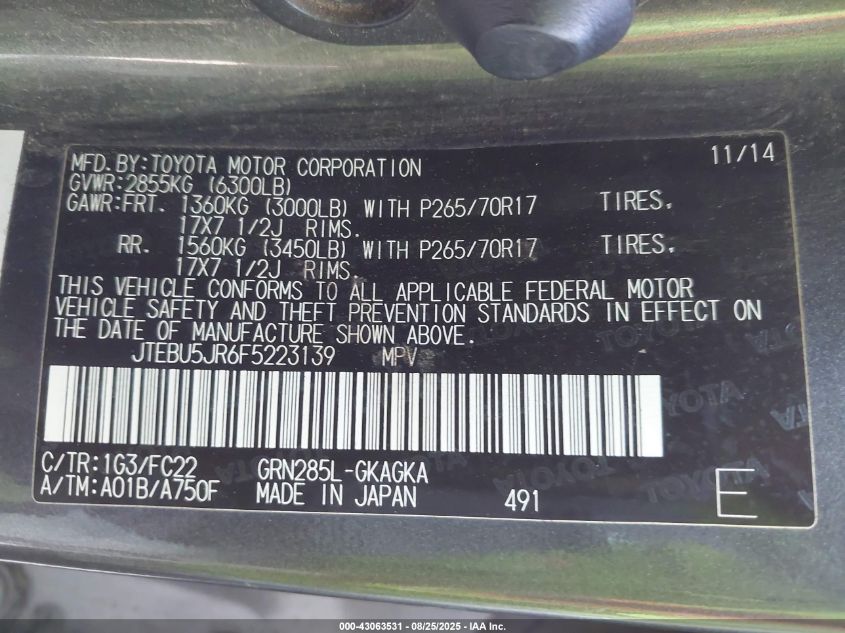 MFD.BY:TOYOTA MOTOR CORPORATION 11/14
GVWR:2855KG (6300LB)
GAWR:FRT. 1360KG (3000LB) WITH P265/70R17 TIRES.
17X7 1/2J RIMS.
RR. 1560KG (3450LB) WITH P265/70R17 TIRES.
17X7 1/2J RIMS.
THIS VEHICLE CONFORMS TO ALL APPLICABLE FEDERAL MOTOR
VEHICLE SAFETY AND THEFT PREVENTION STANDARDS IN EFFECT ON
THE DATE OF MANUFACTURE SHOWN ABOVE.
JTEBU5JR6F5223139 MPV
TOYOTA
C/TR:1G3/FC22 GRN285L-GKAGKA
A/TM:A01B/A750F MADE IN JAPAN 491 E
000-43063531 - 08/25/2025 - IAA Inc.